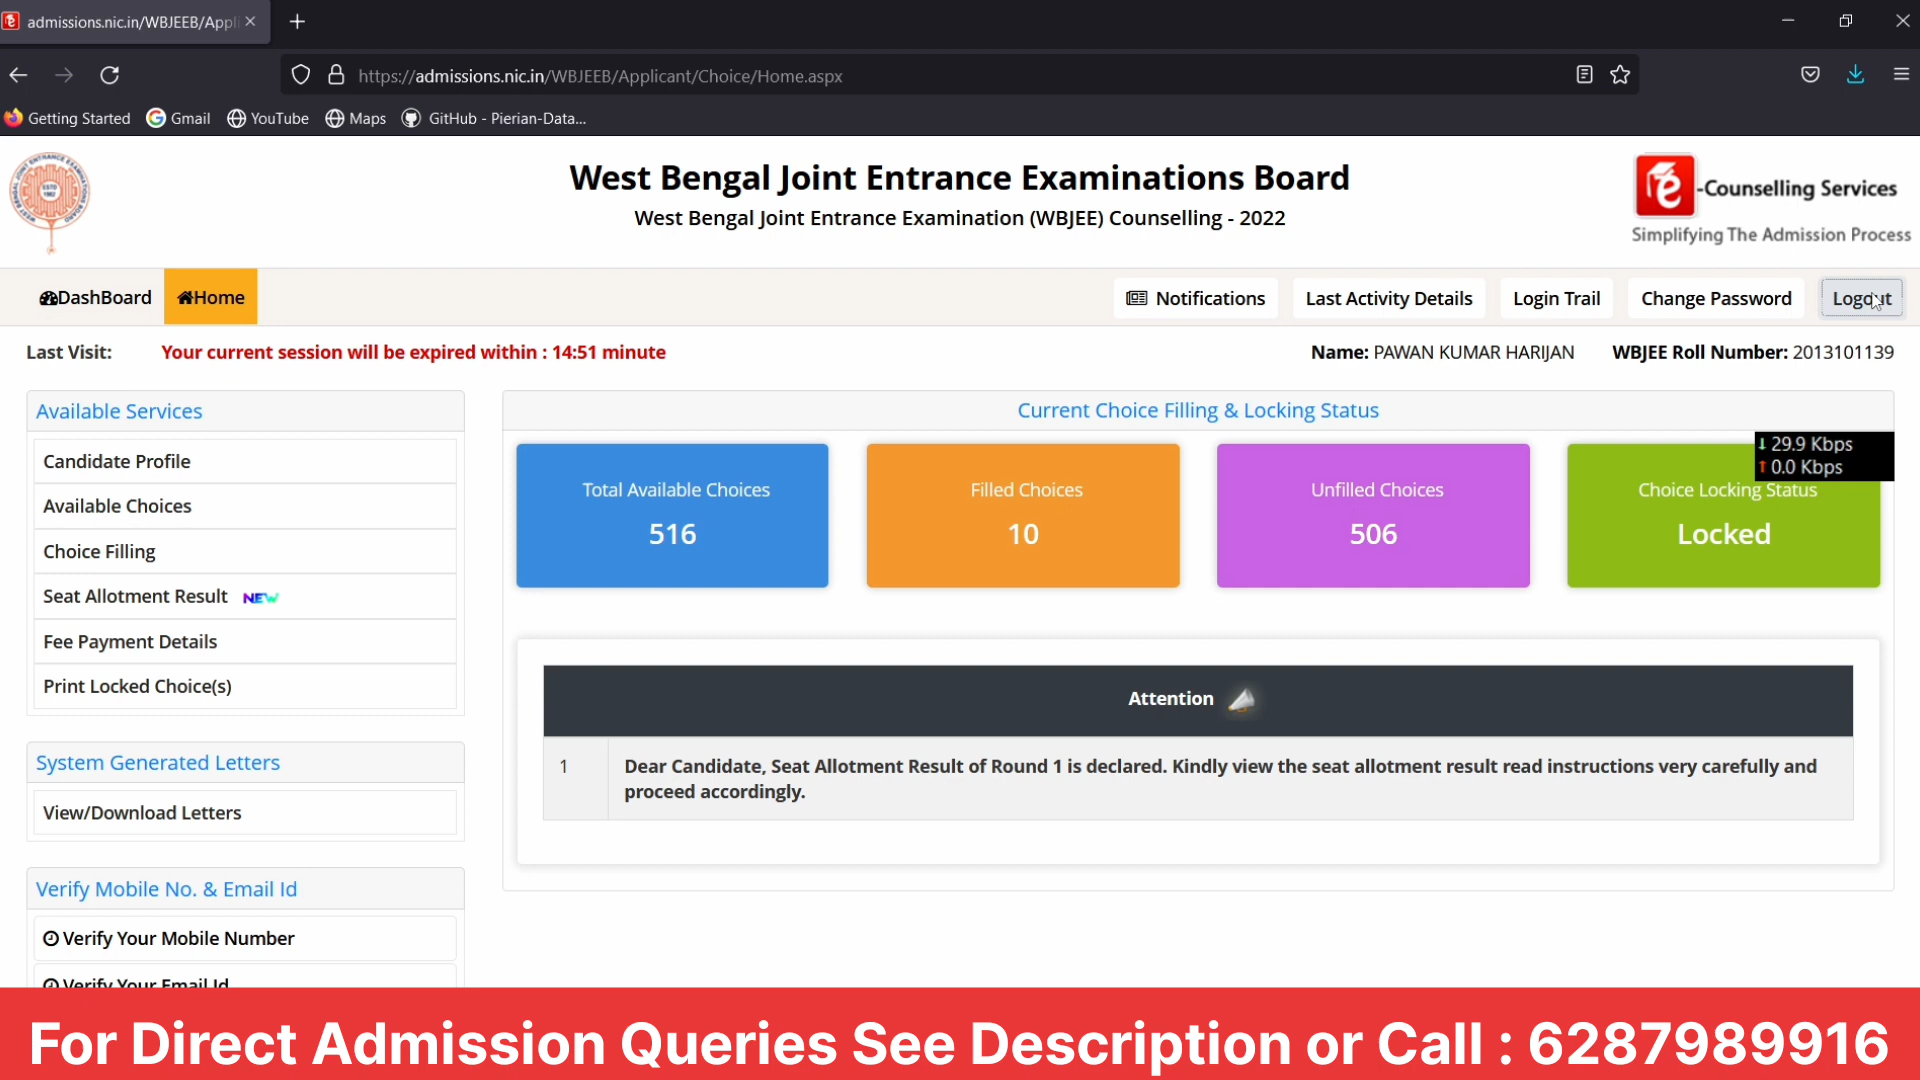 admissions.nic.in/WBJEEB/Appl
https://admissions.nic.in/WBJEEB/Applicant/Choice/Home.aspx
Getting Started
Gmail
YouTube
Maps
GitHub - Pierian-Data...
West Bengal Joint Entrance Examinations Board
West Bengal Joint Entrance Examination (WBJEE) Counselling - 2022
e-Counselling Services
Simplifying The Admission Process
DashBoard
Home
Notifications
Last Activity Details
Login Trail
Change Password
Logout
Last Visit:
Your current session will be expired within : 14:51 minute
Name: PAWAN KUMAR HARIJAN
WBJEE Roll Number: 2013101139
Available Services
Candidate Profile
Available Choices
Choice Filling
Seat Allotment Result NEW
Fee Payment Details
Print Locked Choice(s)
System Generated Letters
View/Download Letters
Verify Mobile No. & Email Id
Verify Your Mobile Number
Verify Your Email Id
Current Choice Filling & Locking Status
Total Available Choices
516
Filled Choices
10
Unfilled Choices
506
↓ 29.9 Kbps
↑ 0.0 Kbps
Choice Locking Status
Locked
Attention
1
Dear Candidate, Seat Allotment Result of Round 1 is declared. Kindly view the seat allotment result read instructions very carefully and
proceed accordingly.
For Direct Admission Queries See Description or Call : 6287989916